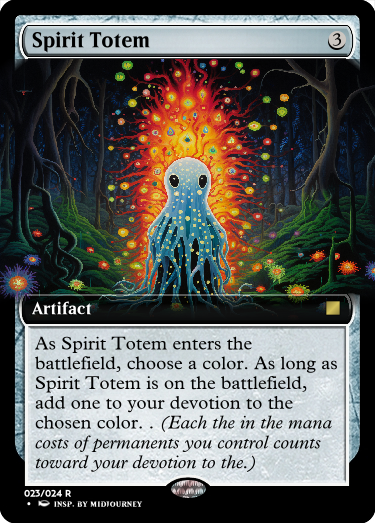 Spirit Totem 3
Artifact
As Spirit Totem enters the
battlefield, choose a color. As long as
Spirit Totem is on the battlefield,
add one to your devotion to the
chosen color. . (Each the in the mana
costs of permanents you control counts
toward your devotion to the.)
023/024 R
• INSP. BY MIDJOURNEY